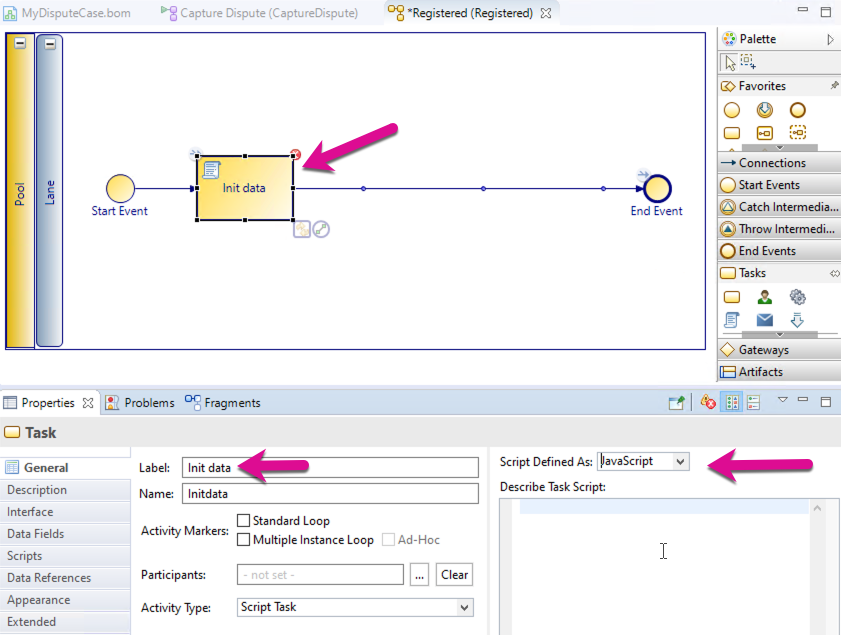 MyDisputeCase.bom
Capture Dispute (CaptureDispute)
*Registered (Registered)
Pool
Lane
Start Event
Init data
End Event
Palette
Favorites
Connections
Start Events
Catch Intermedia...
Throw Intermedi...
End Events
Tasks
Gateways
Artifacts
Properties
Problems
Fragments
Task
General
Description
Interface
Data Fields
Scripts
Data References
Appearance
Extended
Label:
Init data
Name:
Initdata
Activity Markers:
Standard Loop
Multiple Instance Loop
Ad-Hoc
Participants:
- not set -
...
Clear
Activity Type:
Script Task
Script Defined As:
JavaScript
Describe Task Script: